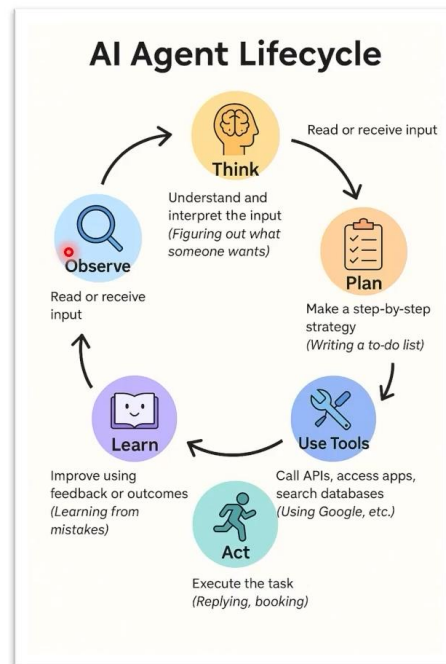 AI Agent Lifecycle
Think
Understand and
interpret the input
(Figuring out what
someone wants)
Read or receive input
Plan
Make a step-by-step
strategy
(Writing a to-do list)
Use Tools
Call APIs, access apps,
search databases
(Using Google, etc.)
Act
Execute the task
(Replying, booking)
Learn
Improve using
feedback or outcomes
(Learning from
mistakes)
Observe
Read or receive
input